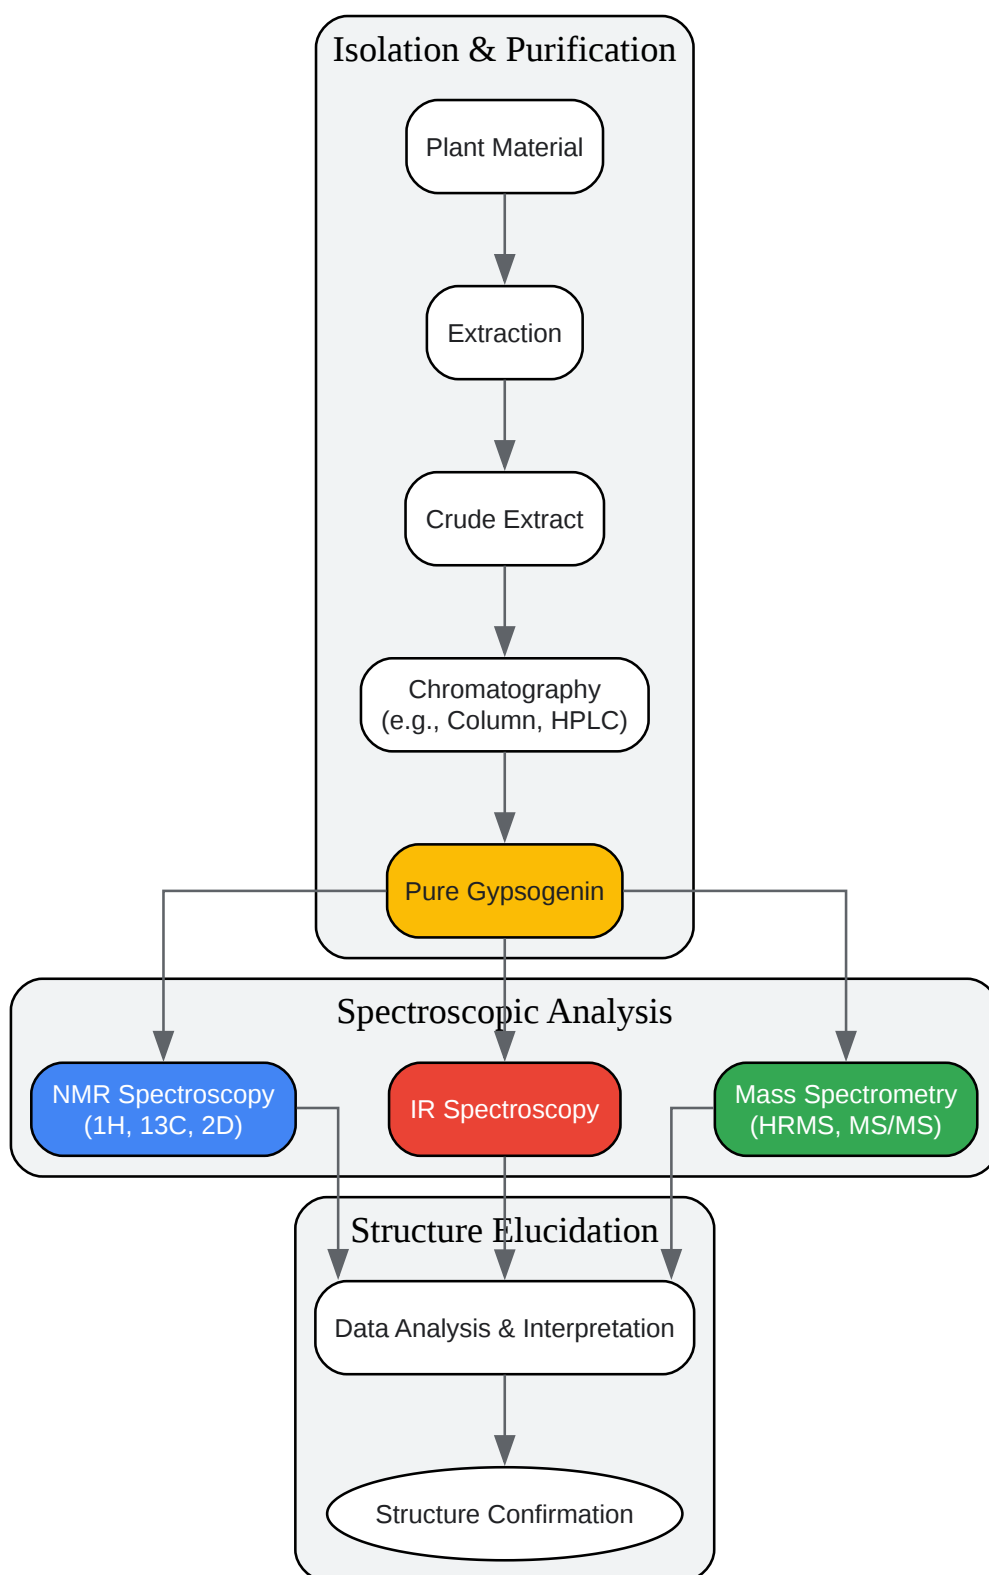 Isolation & Purification
Plant Material
Extraction
Crude Extract
Chromatography
(e.g., Column, HPLC)
Pure Gypsogenin
Spectroscopic Analysis
NMR Spectroscopy
(1H, 13C, 2D)
IR Spectroscopy
Mass Spectrometry
(HRMS, MS/MS)
Structure Elucidation
Data Analysis & Interpretation
Structure Confirmation